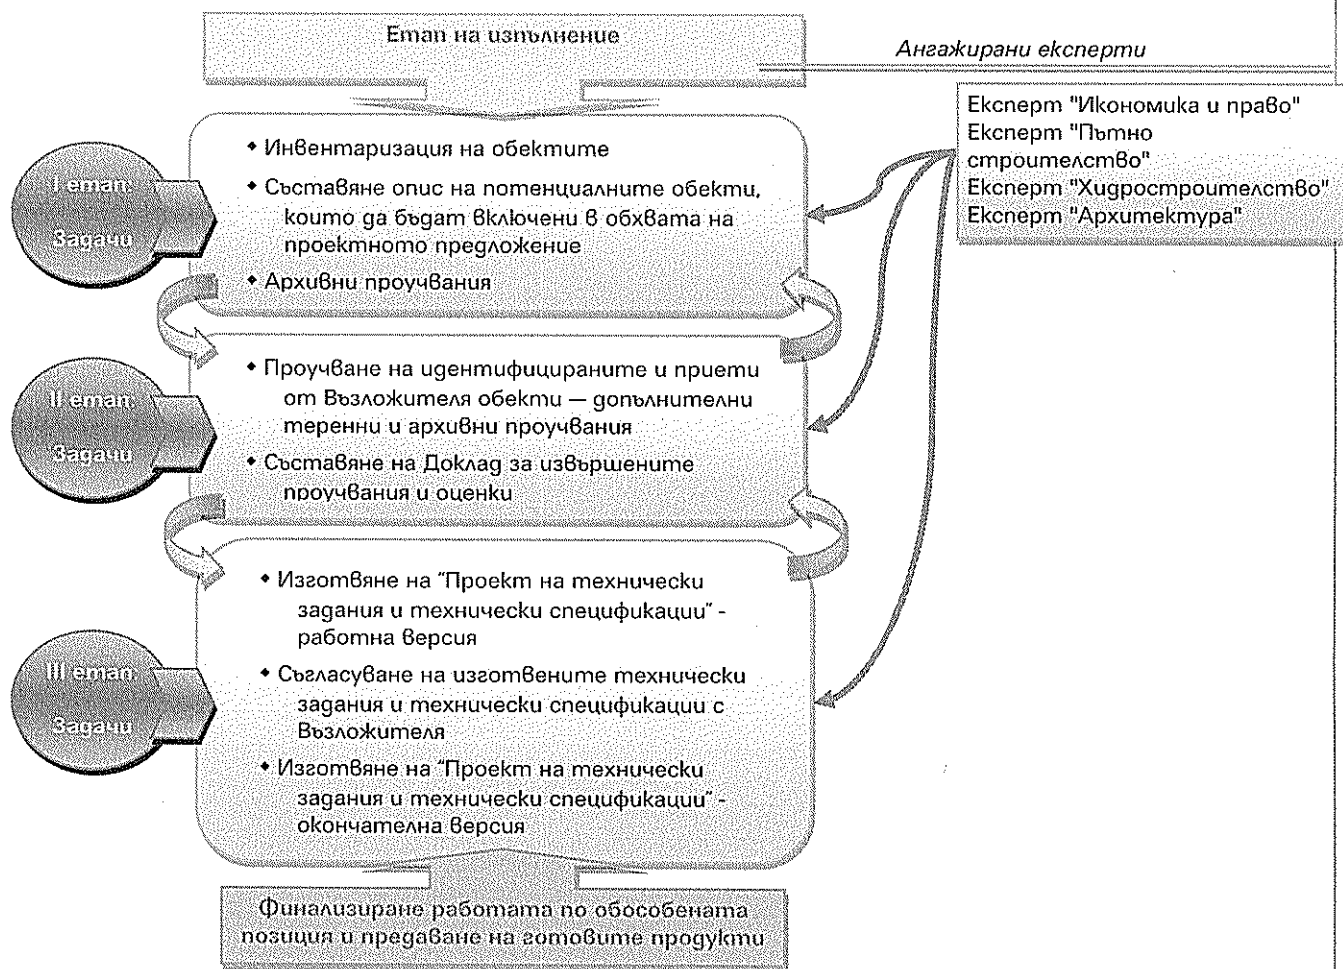 Етап на изпълнение
Ангажирани експерти
Експерт "Икономика и право"
Експерт "Пътно
строителство"
Експерт "Хидростроителство"
Експерт "Архитектура"
I етап
Задачи
◆ Инвентаризация на обектите
◆ Съставяне опис на потенциалните обекти,
които да бъдат включени в обхвата на
проектното предложение
◆ Архивни проучвания
II етап
Задачи
◆ Проучване на идентифицираните и приети
от Възложителя обекти — допълнителни
теренни и архивни проучвания
◆ Съставяне на Доклад за извършените
проучвания и оценки
III етап
Задачи
◆ Изготвяне на "Проект на технически
задания и технически спецификации" -
работна версия
◆ Съгласуване на изготвените технически
задания и технически спецификации с
Възложителя
◆ Изготвяне на "Проект на технически
задания и технически спецификации" -
окончателна версия
Финализиране работата по обособената
позиция и предаване на готовите продукти